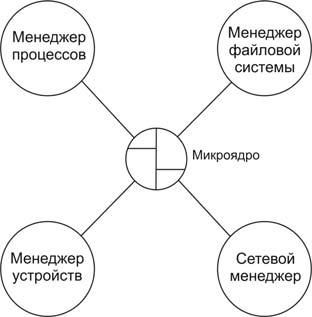 Менеджер
процессов
Менеджер
файловой
системы
Микроядро
Менеджер
устройств
Сетевой
менеджер